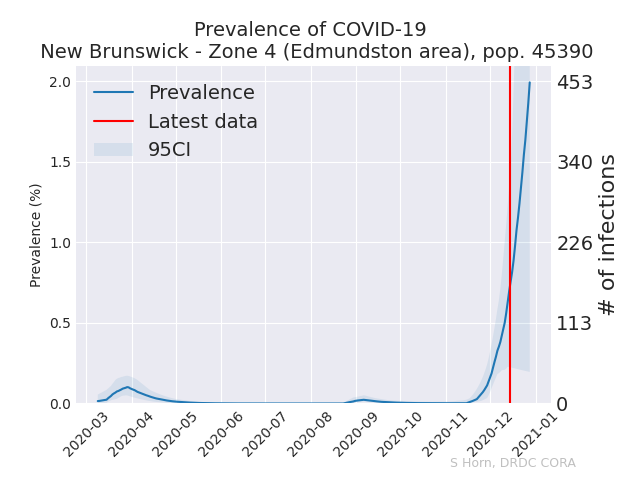 Prevalence of COVID-19
New Brunswick - Zone 4 (Edmundston area), pop. 45390
Prevalence
Latest data
95CI
Prevalence (%)
2.0
1.5
1.0
0.5
0.0
453
340
226
113
0
# of infections
2020-03
2020-04
2020-05
2020-06
2020-07
2020-08
2020-09
2020-10
2020-11
2020-12
2021-01
S Horn, DRDC CORA